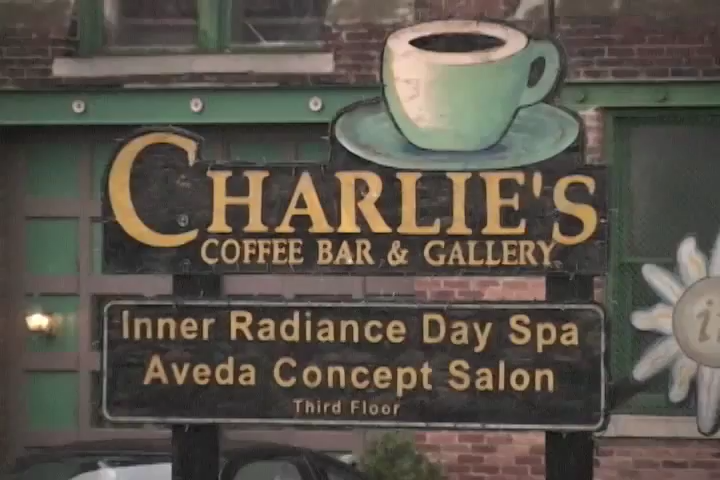 CHARLIE'S
COFFEE BAR & GALLERY
Inner Radiance Day Spa
Aveda Concept Salon
Third Floor